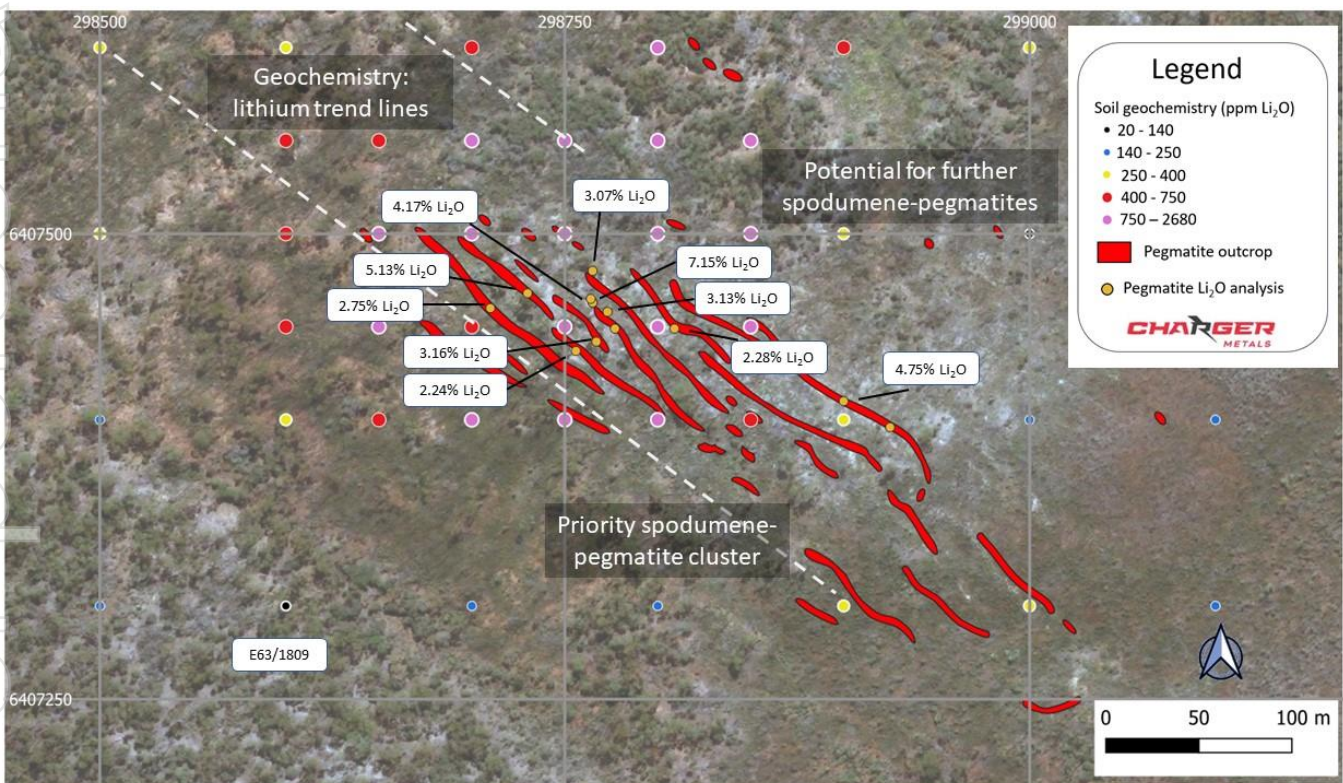 298500
298750
299000
Geochemistry:
lithium trend lines
Legend
Soil geochemistry (ppm Li₂O)
20 - 140
140 - 250
250 - 400
400 - 750
750 – 2680
Pegmatite outcrop
Pegmatite Li₂O analysis
CHARGER
METALS
Potential for further
spodumene-pegmatites
4.17% Li₂O
3.07% Li₂O
6407500
5.13% Li₂O
7.15% Li₂O
2.75% Li₂O
3.13% Li₂O
3.16% Li₂O
2.28% Li₂O
2.24% Li₂O
4.75% Li₂O
Priority spodumene-
pegmatite cluster
E63/1809
6407250
0 50 100 m